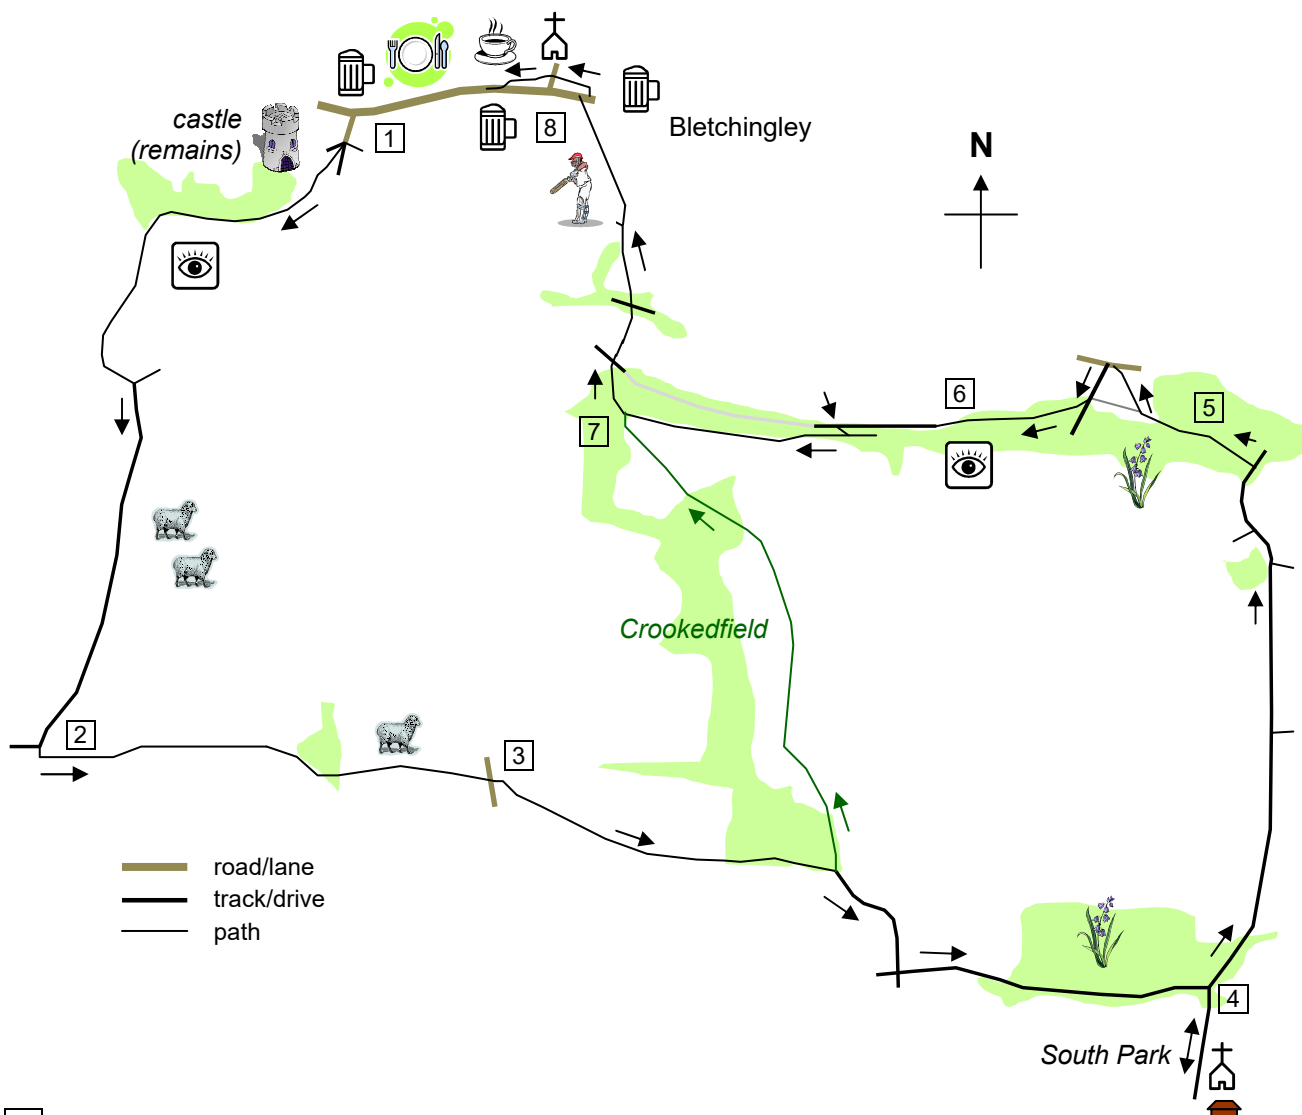 castle
(remains)
1
8
Bletchingley
N
6
5
7
Crookedfield
2
3
road/lane
track/drive
path
4
South Park